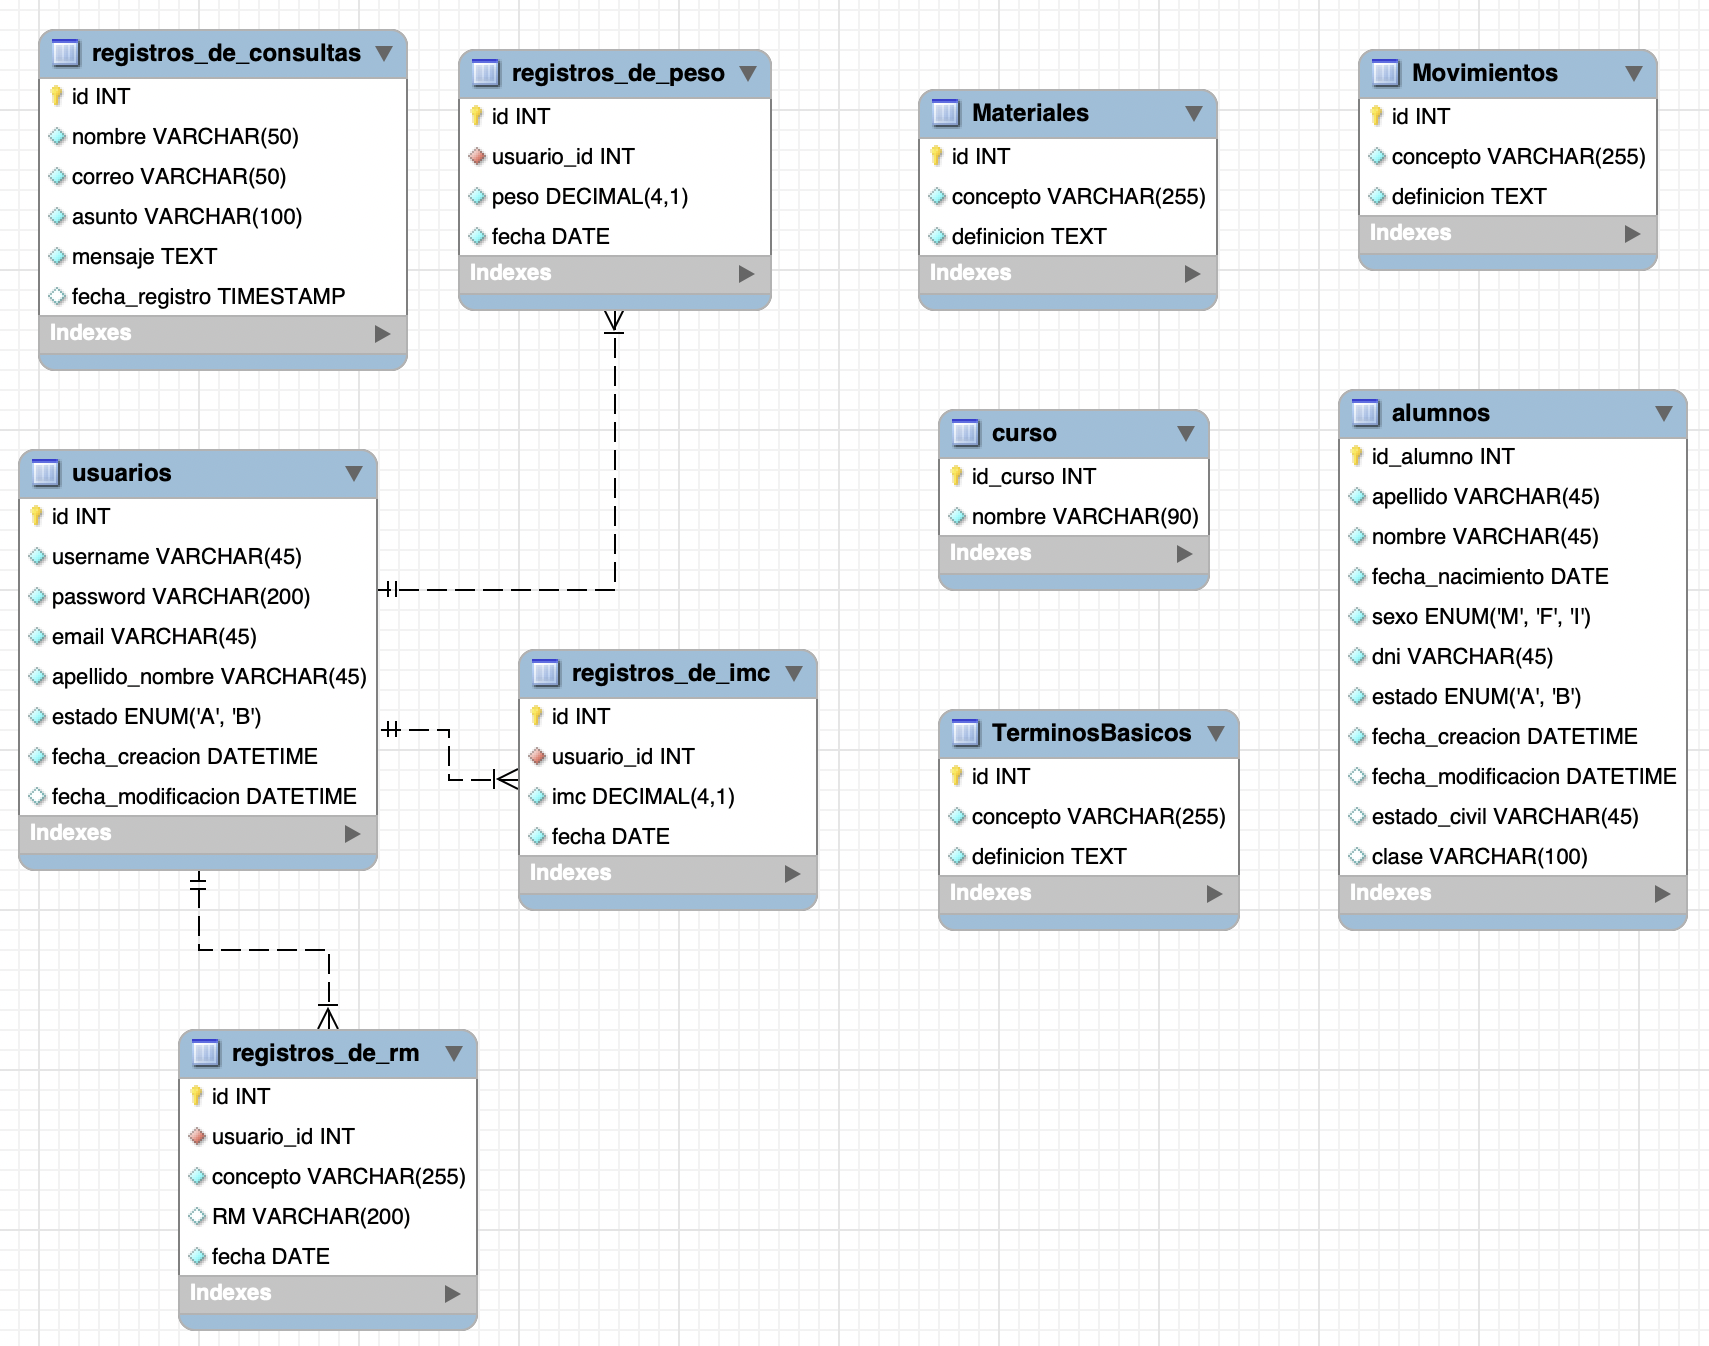 registros_de_consultas
id INT
nombre VARCHAR(50)
correo VARCHAR(50)
asunto VARCHAR(100)
mensaje TEXT
fecha_registro TIMESTAMP
Indexes
registros_de_peso
id INT
usuario_id INT
peso DECIMAL(4,1)
fecha DATE
Indexes
Materiales
id INT
concepto VARCHAR(255)
definicion TEXT
Indexes
Movimientos
id INT
concepto VARCHAR(255)
definicion TEXT
Indexes
usuarios
id INT
username VARCHAR(45)
password VARCHAR(200)
email VARCHAR(45)
apellido_nombre VARCHAR(45)
estado ENUM('A', 'B')
fecha_creacion DATETIME
fecha_modificacion DATETIME
Indexes
registros_de_imc
id INT
usuario_id INT
imc DECIMAL(4,1)
fecha DATE
Indexes
curso
id_curso INT
nombre VARCHAR(90)
Indexes
TerminosBasicos
id INT
concepto VARCHAR(255)
definicion TEXT
Indexes
alumnos
id_alumno INT
apellido VARCHAR(45)
nombre VARCHAR(45)
fecha_nacimiento DATE
sexo ENUM('M', 'F', 'I')
dni VARCHAR(45)
estado ENUM('A', 'B')
fecha_creacion DATETIME
fecha_modificacion DATETIME
estado_civil VARCHAR(45)
clase VARCHAR(100)
Indexes
registros_de_rm
id INT
usuario_id INT
concepto VARCHAR(255)
RM VARCHAR(200)
fecha DATE
Indexes